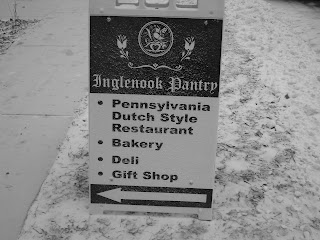 Inglenook Pantry
• Pennsylvania
Dutch Style
Restaurant
• Bakery
• Deli
• Gift Shop